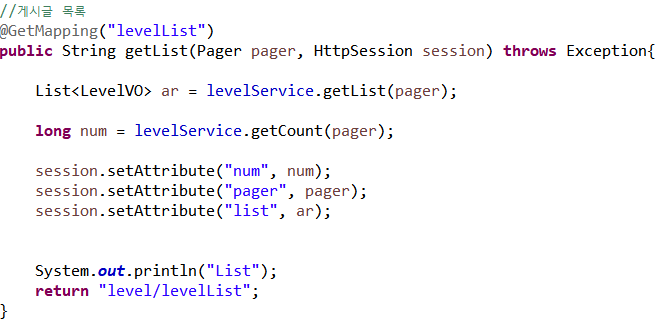 //게시글 목록
@GetMapping("levelList")
public String getList(Pager pager, HttpSession session) throws Exception{
List<LevelVO> ar = levelService.getList(pager);
long num = levelService.getCount(pager);
session.setAttribute("num", num);
session.setAttribute("pager", pager);
session.setAttribute("list", ar);
System.out.println("List");
return "level/levelList";
}